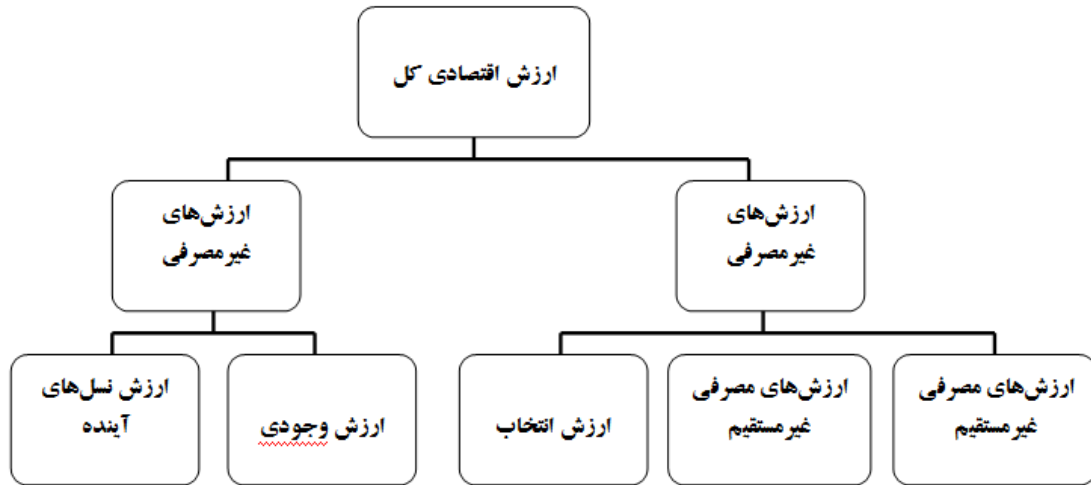 ارزش اقتصادی کل
ارزش‌های
غیرمصرفی
ارزش‌های
غیرمصرفی
ارزش‌های مصرفی
غیرمستقیم
ارزش‌های مصرفی
غیرمستقیم
ارزش انتخاب
ارزش وجودی
ارزش نسل‌های
آینده